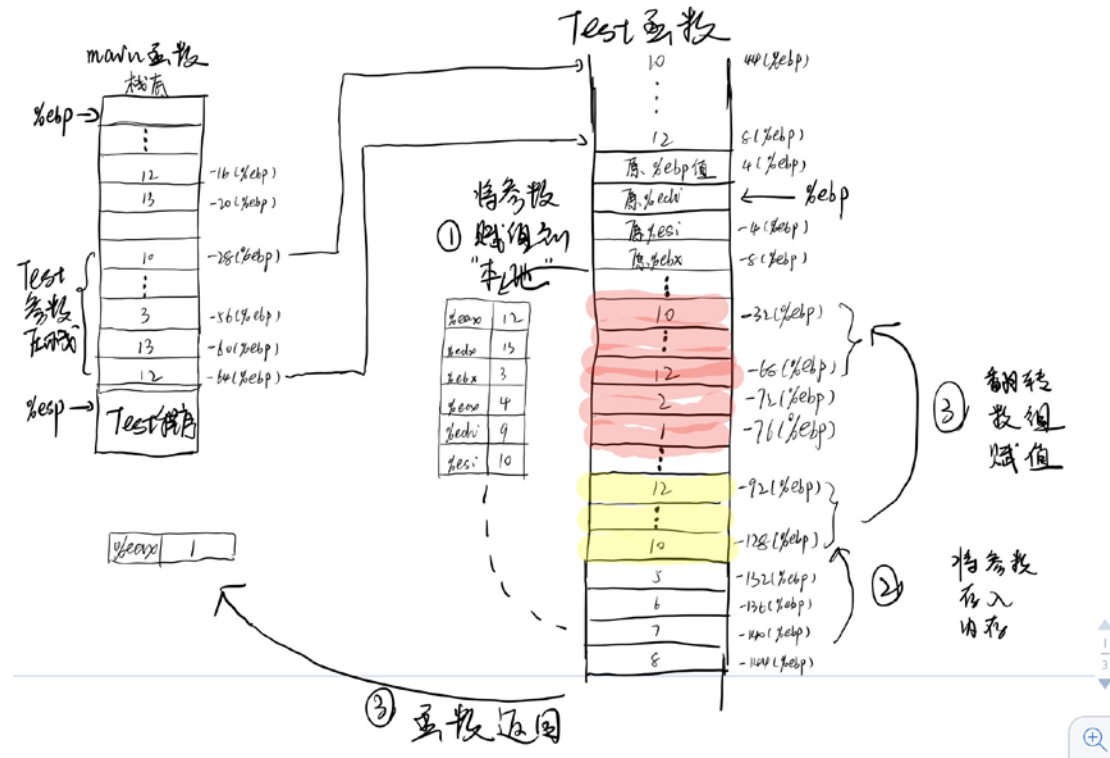 main函数
栈底
%ebp
12 -16(%ebp)
13 -20(%ebp)
10 -28(%ebp)
3 -56(%ebp)
13 -60(%ebp)
12 -64(%ebp)
Test
参数
%esp
Test程序
%eax 1
Test函数
10 44(%ebp)
12 8(%ebp)
原%ebp值 4(%ebp)
原%edi %ebp
原%esi -4(%ebp)
原%ebx -8(%ebp)
10 -32(%ebp)
12 -68(%ebp)
2 -72(%ebp)
1 -76(%ebp)
12 -92(%ebp)
10 -128(%ebp)
5 -132(%ebp)
6 -136(%ebp)
7 -140(%ebp)
8 -144(%ebp)
① 将参数
赋值到
"本地"
%eax 12
%edx 13
%ebx 3
%eax 4
%edi 9
%esi 10
② 将参数
存入
内存
③ 翻转
数组
赋值
③ 函数返回
1
3